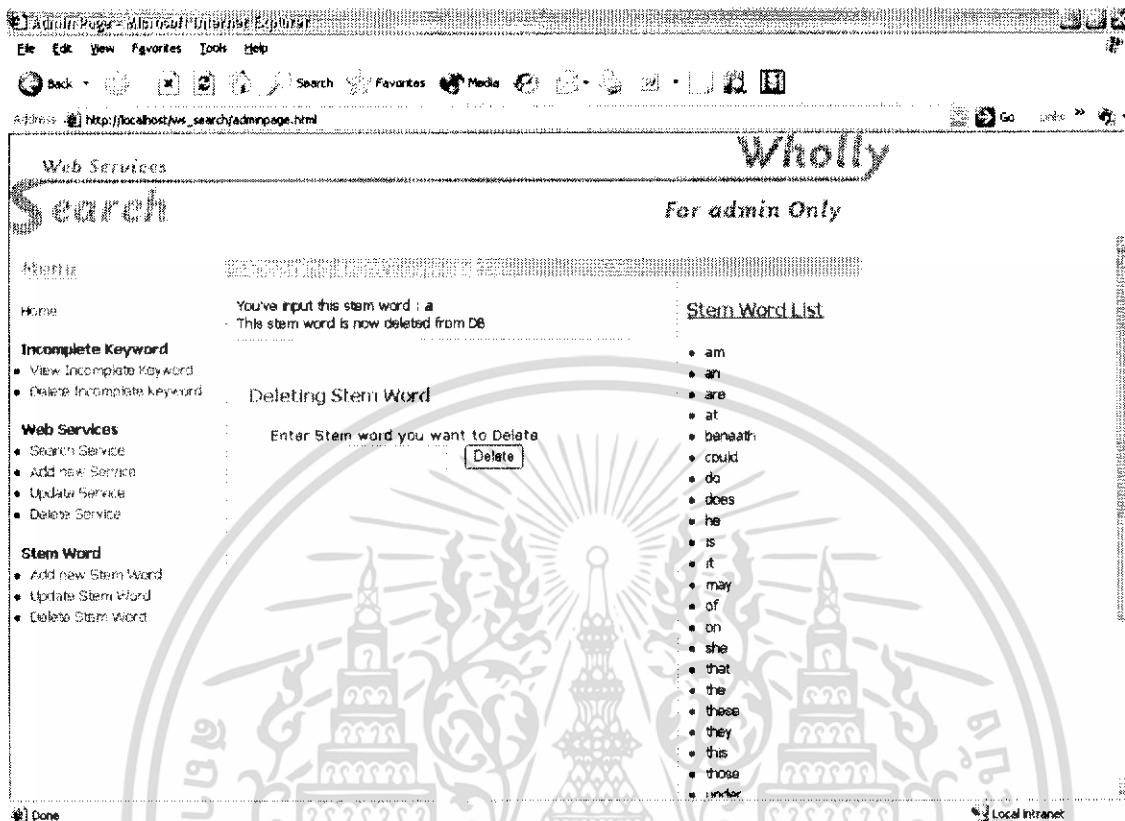 Admin Page - Microsoft Internet Explorer
File Edit View Favorites Tools Help
Back Search Favorites Media
Address http://localhost/ws_search/adminpage.html Go Links »
Web Services
Wholly
Search
For admin Only
Menu
Home
Incomplete Keyword
View Incomplete Keyword
Delete Incomplete Keyword
Web Services
Search Service
Add new Service
Update Service
Delete Service
Stem Word
Add new Stem Word
Update Stem Word
Delete Stem Word
You've input this stem word : a
This stem word is now deleted from DB
Deleting Stem Word
Enter Stem word you want to Delete
Delete
Stem Word List
am
an
are
at
benaath
could
do
does
he
is
it
may
of
on
she
that
the
these
they
this
those
under
Done
Local intranet